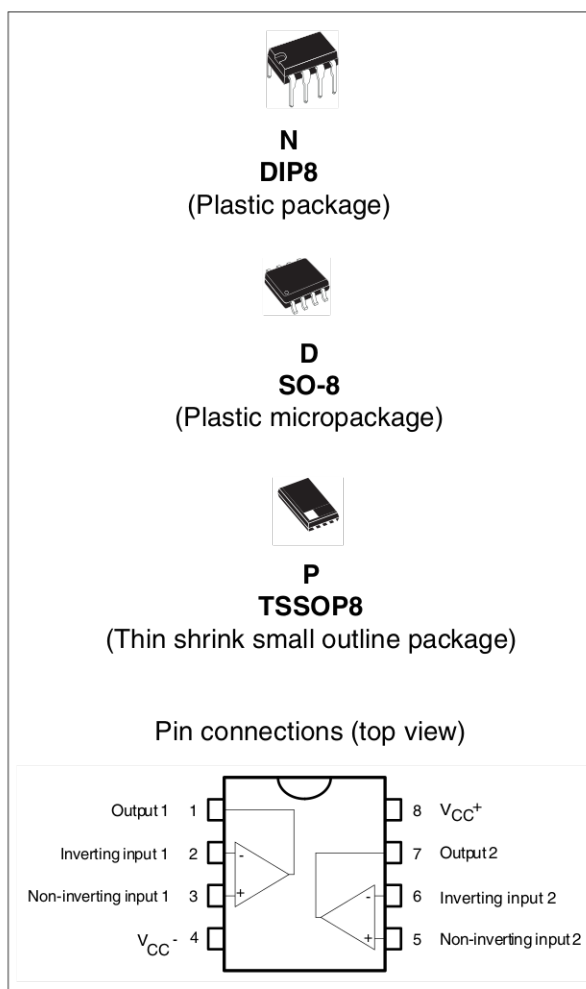 N
DIP8
(Plastic package)
D
SO-8
(Plastic micropackage)
P
TSSOP8
(Thin shrink small outline package)
Pin connections (top view)
Output 1 1
Inverting input 1 2
Non-inverting input 1 3
VCC- 4
8 VCC+
7 Output 2
6 Inverting input 2
5 Non-inverting input 2
-
+
-
+